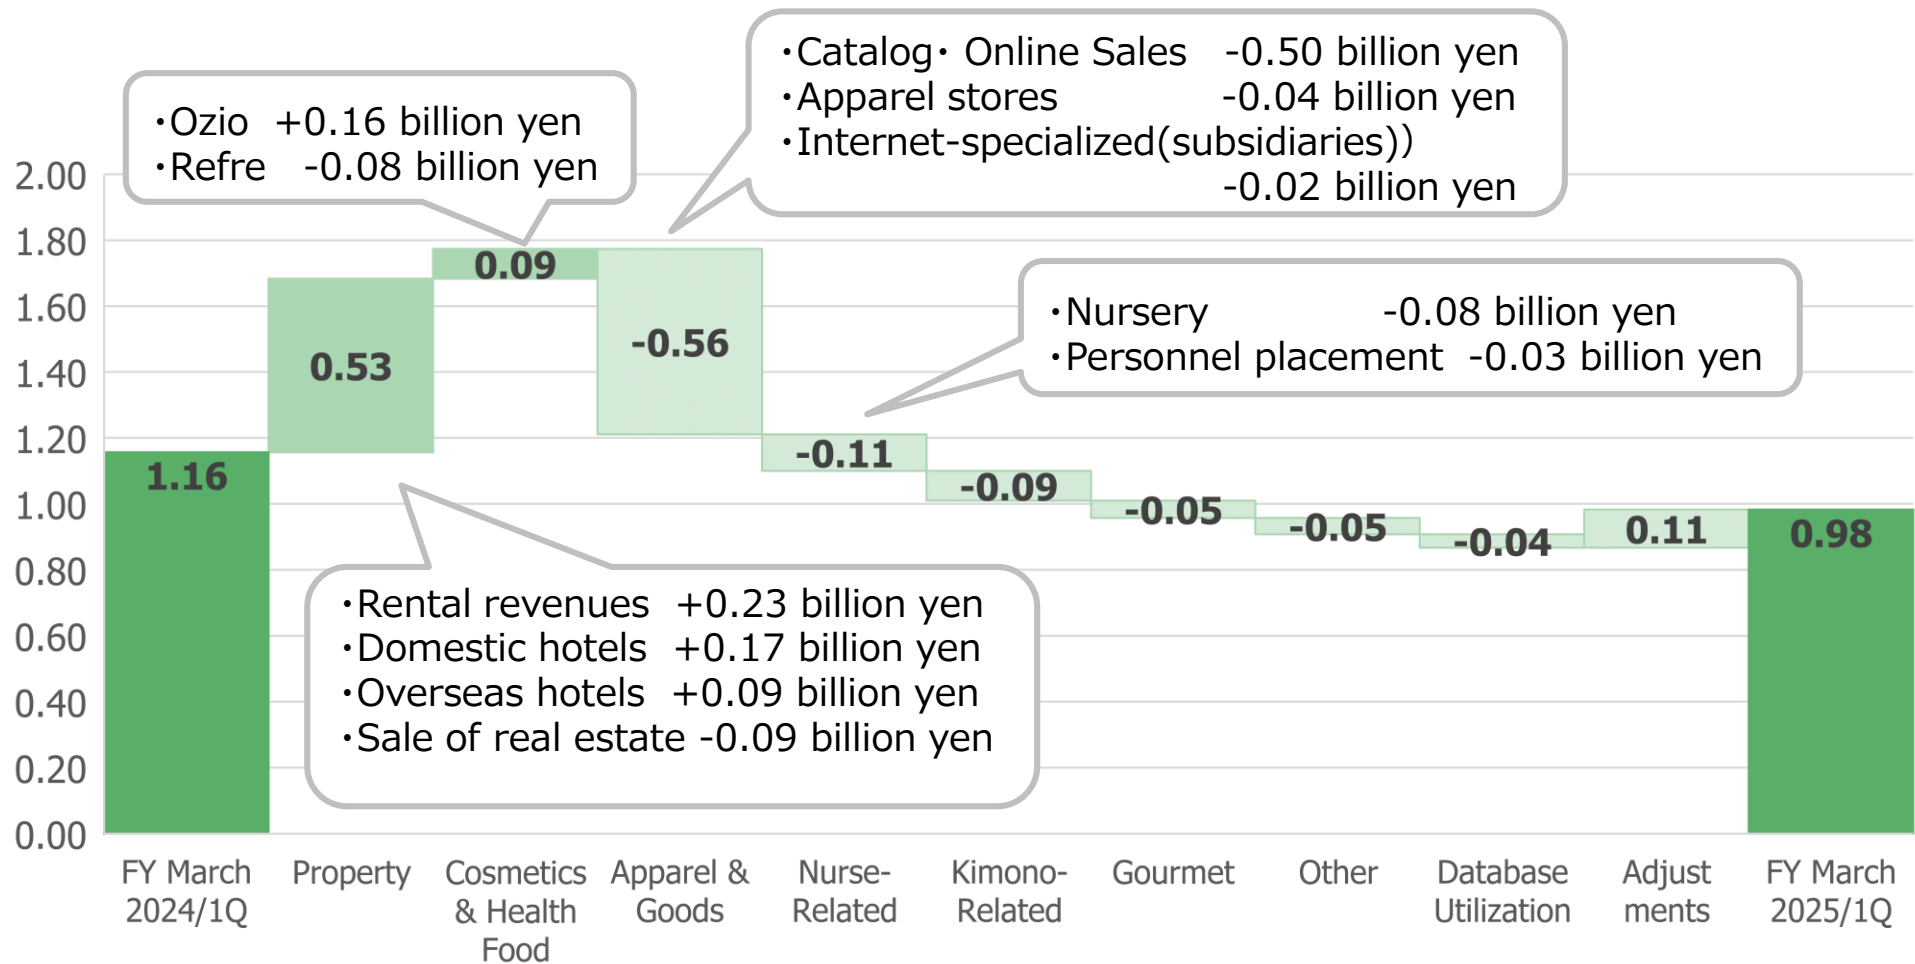 ・Catalog・ Online Sales -0.50 billion yen
・Apparel stores -0.04 billion yen
・Internet-specialized(subsidiaries)）
-0.02 billion yen
・Ozio +0.16 billion yen
・Refre -0.08 billion yen
・Nursery -0.08 billion yen
・Personnel placement -0.03 billion yen
・Rental revenues +0.23 billion yen
・Domestic hotels +0.17 billion yen
・Overseas hotels +0.09 billion yen
・Sale of real estate -0.09 billion yen
2.00
1.80
1.60
1.40
1.20
1.00
0.80
0.60
0.40
0.20
0.00
1.16
0.53
0.09
-0.56
-0.11
-0.09
-0.05
-0.05
-0.04
0.11
0.98
FY March
2024/1Q
Property
Cosmetics
& Health
Food
Apparel &
Goods
Nurse-
Related
Kimono-
Related
Gourmet
Other
Database
Utilization
Adjust
ments
FY March
2025/1Q